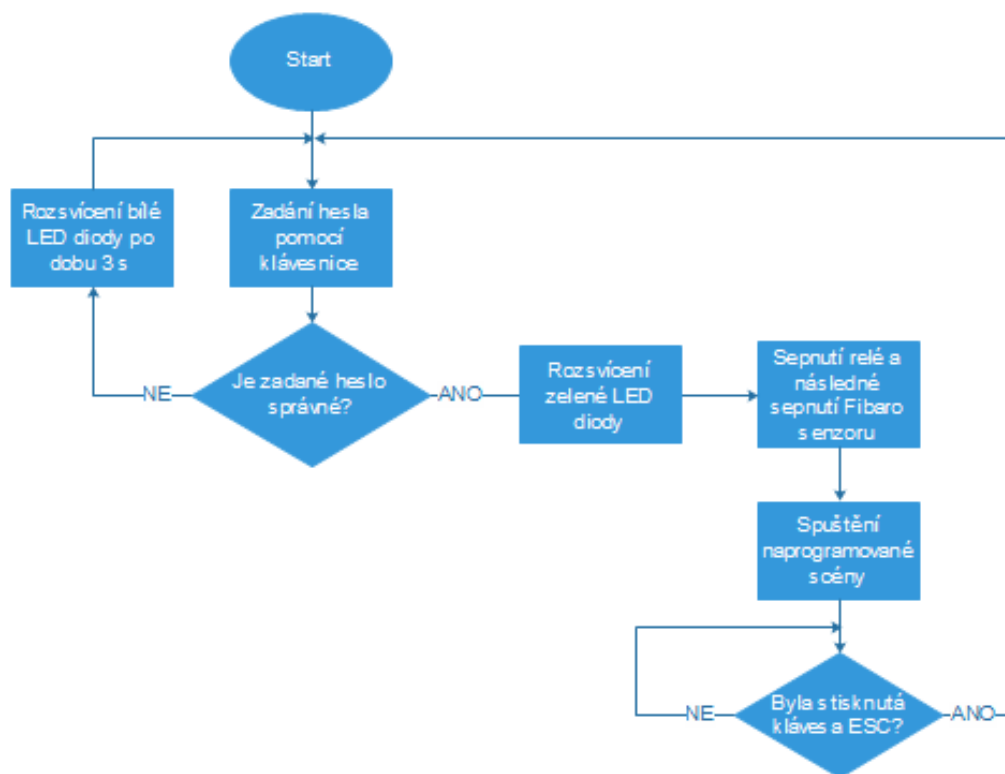 Start
Rozsvícení bílé
LED diody po
dobu 3 s
Zadání hesla
pomocí
klávesnice
Je zadané heslo
správné?
NE
ANO
Rozsvícení
zelené LED
diody
Sepnutí relé a
následné
sepnutí Fibaro
senzoru
Spuštění
naprogramované
scény
Byla stisknutá
klávesa ESC?
NE
ANO